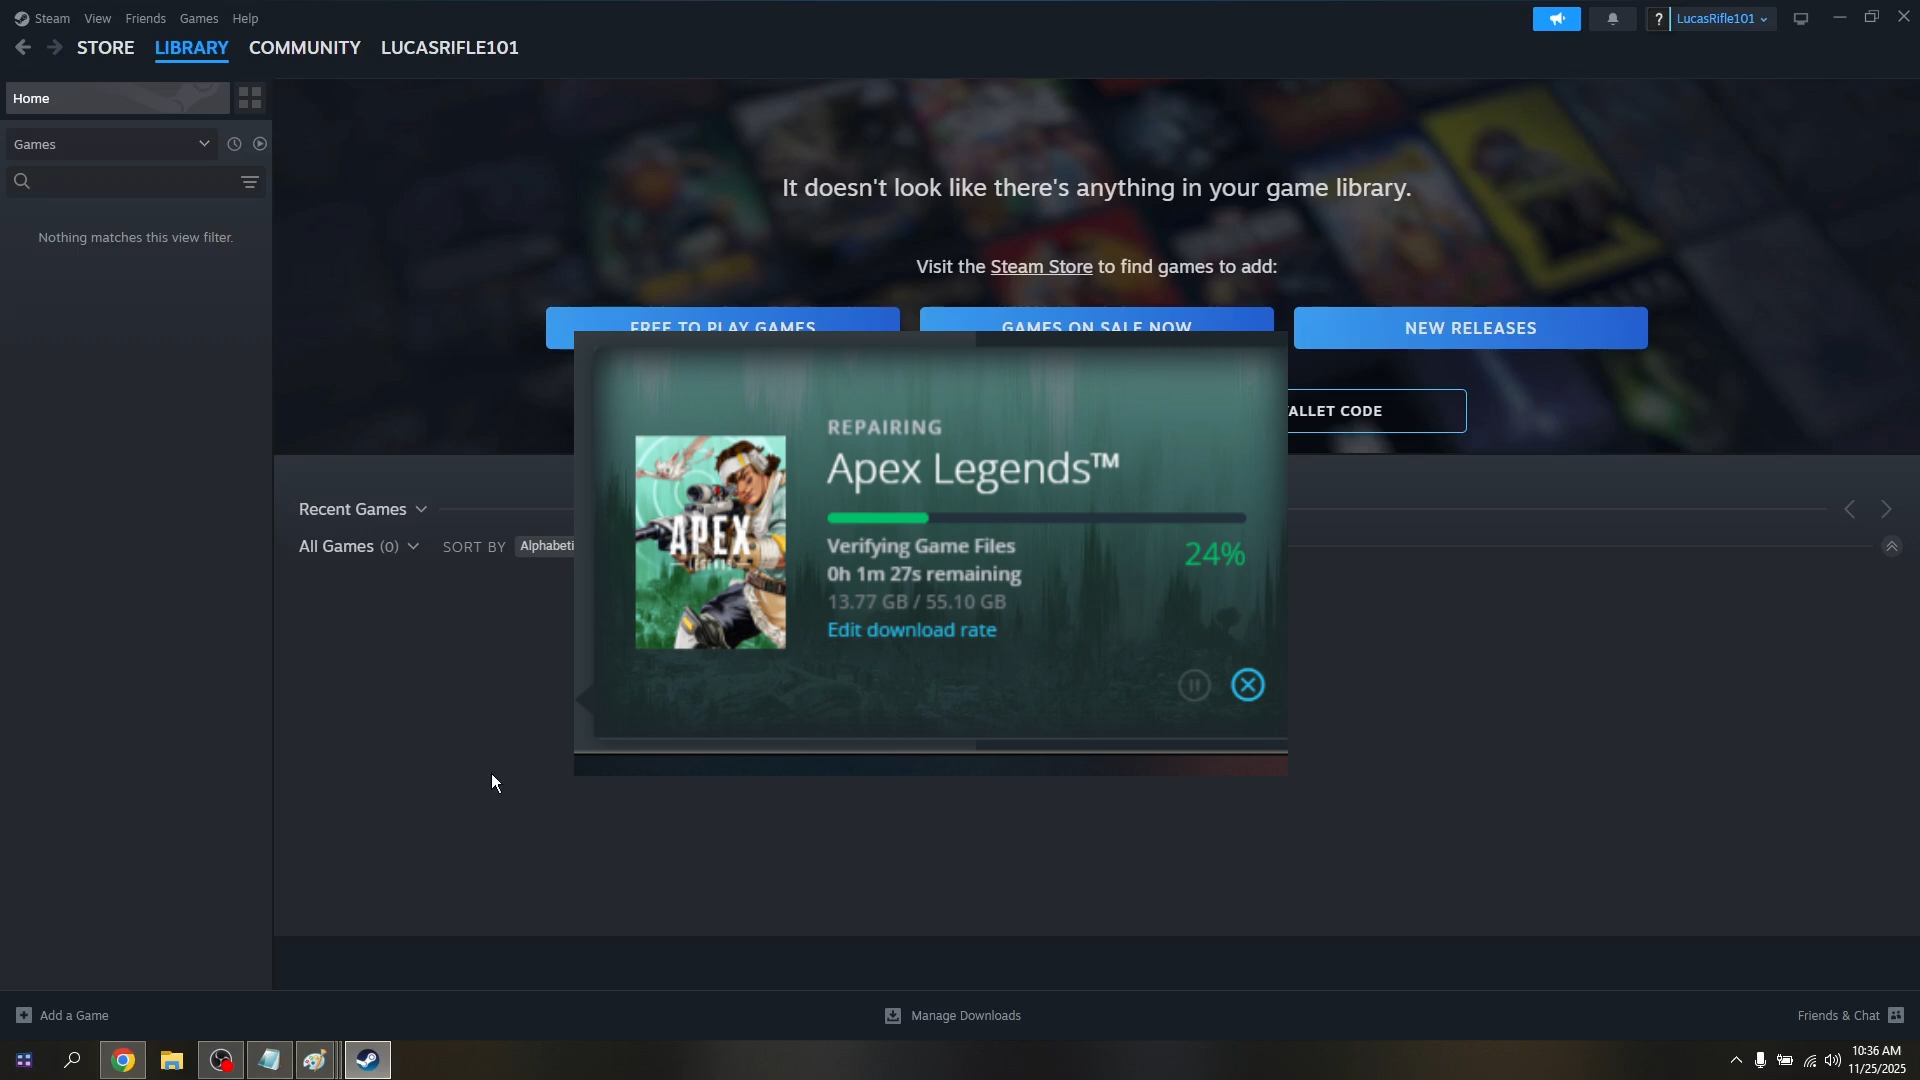 Steam View Friends Games Help
? LucasRifle101
STORE LIBRARY COMMUNITY LUCASRIFLE101
Home
Games
Nothing matches this view filter.
It doesn't look like there's anything in your game library.
Visit the Steam Store to find games to add:
FREE TO PLAY GAMES GAMES ON SALE NOW NEW RELEASES
ALLET CODE
REPAIRING
Apex Legends™
APEX
LEGENDS
Verifying Game Files
24%
0h 1m 27s remaining
13.77 GB / 55.10 GB
Edit download rate
Recent Games
All Games (0) SORT BY Alphabeti
Add a Game
Manage Downloads
Friends & Chat
10:36 AM
11/25/2025